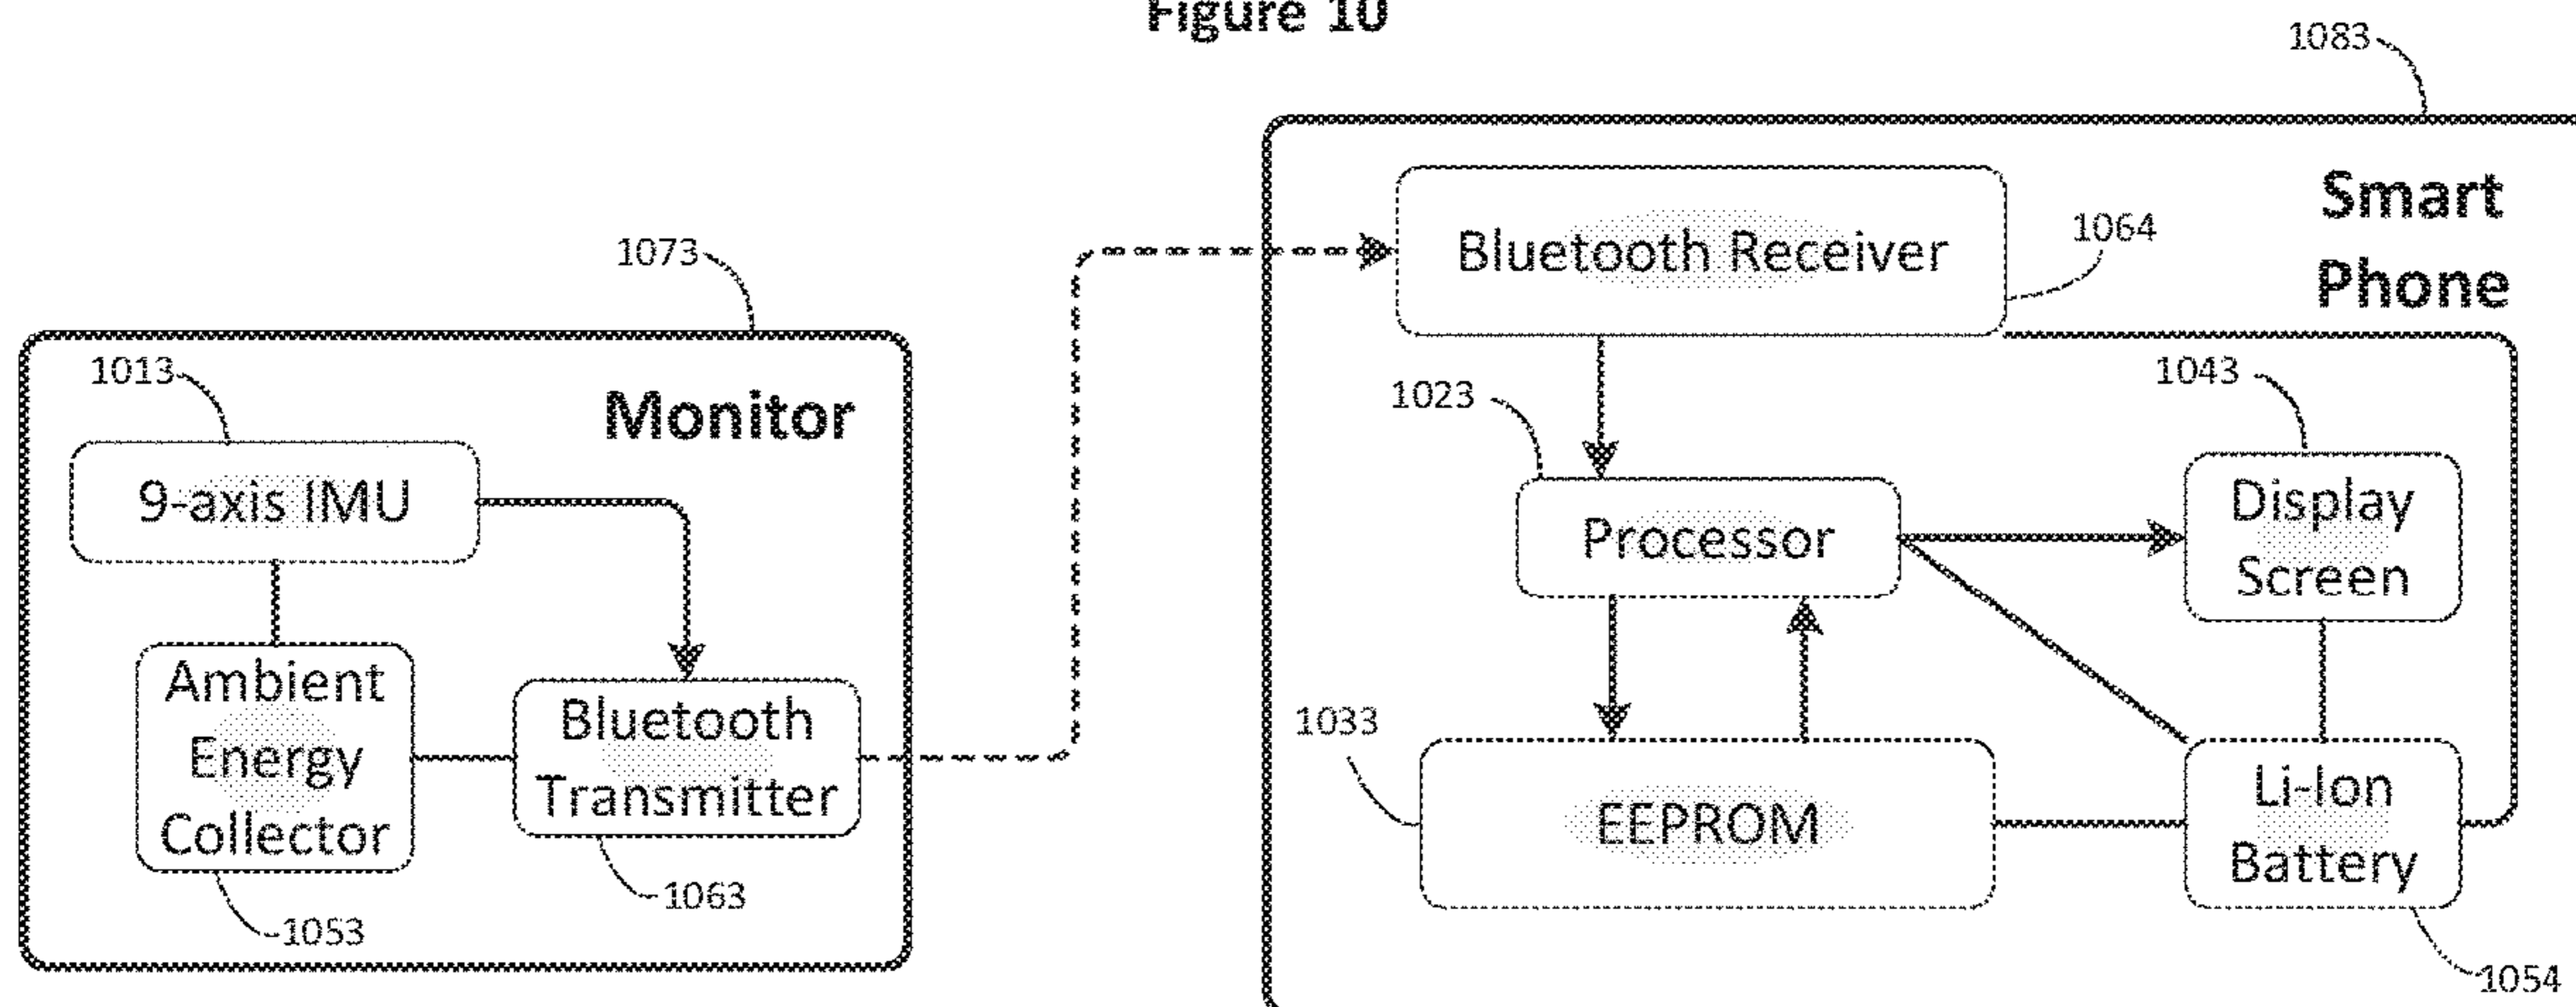 Figure 10
1083
Smart
Phone
Bluetooth Receiver
1064
1073
Monitor
1013
9-axis IMU
1023
Processor
1043
Display
Screen
Ambient
Energy
Collector
Bluetooth
Transmitter
1033
EEPROM
Li-Ion
Battery
1063
1053
1054